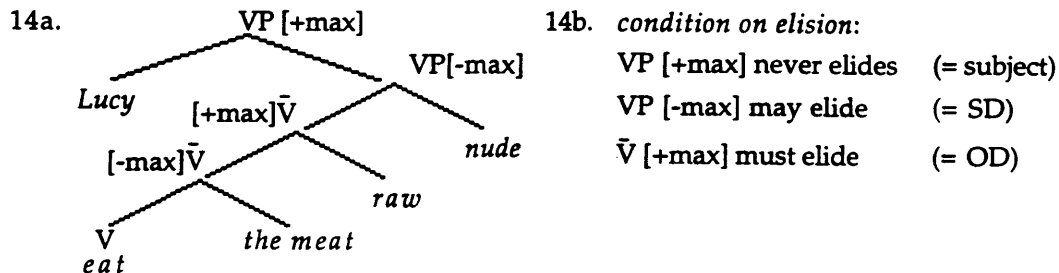 14a. VP [+max] 14b. condition on elision:
VP[-max] VP [+max] never elides (= subject)
Lucy VP [-max] may elide (= SD)
[+max]V̄
nude V̄ [+max] must elide (= OD)
[-max]V̄
raw
V the meat
eat